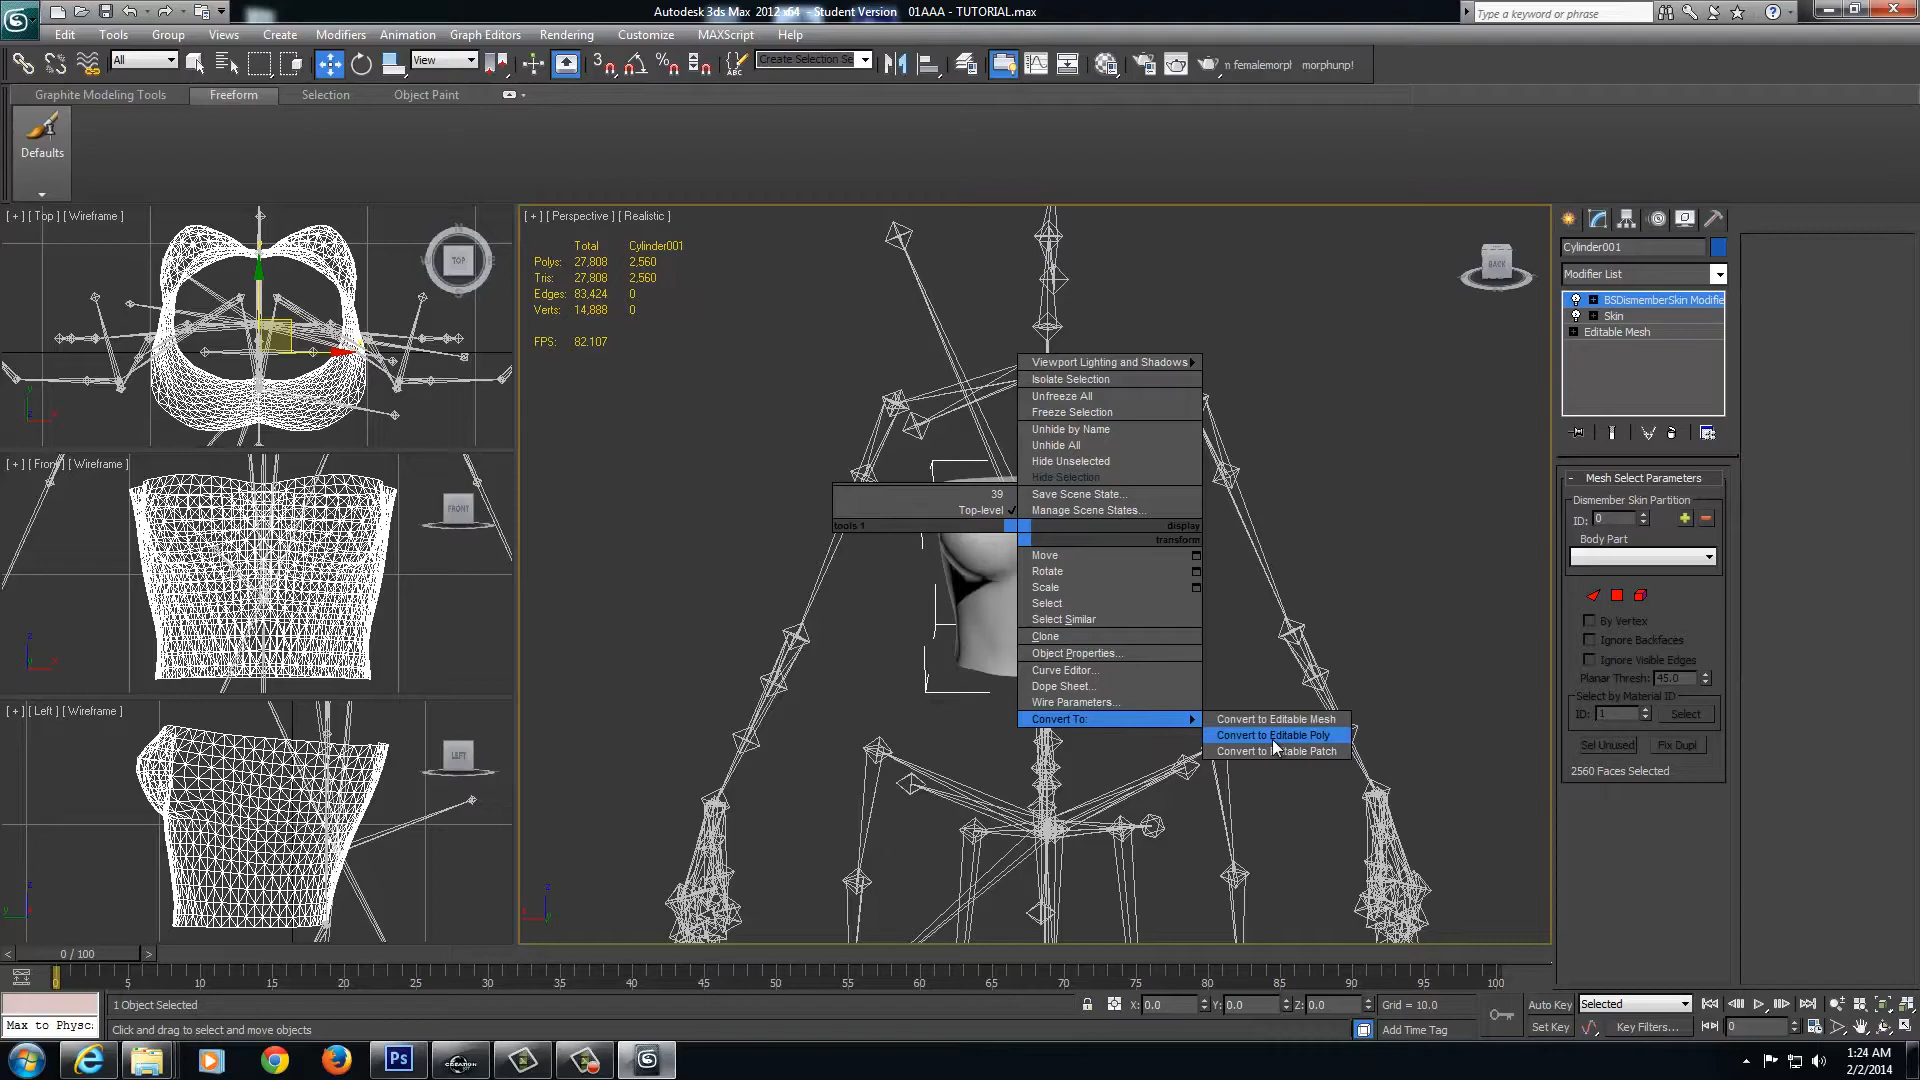 Autodesk 3ds Max 2012 x64 - Student Version 01AAA - TUTORIAL.max
Type a keyword or phrase
Edit Tools Group Views Create Modifiers Animation Graph Editors Rendering Customize MAXScript Help
All View Create Selection Se n femalemorpl morphunp!
Graphite Modeling Tools Freeform Selection Object Paint
Defaults
[ + ] [ Top ] [ Wireframe ]
TOP
[ + ] [ Perspective ] [ Realistic ]
Total Cylinder001
Polys: 27,808 2,560
Tris: 27,808 2,560
Edges: 83,424 0
Verts: 14,888 0
FPS: 82.107
BACK
Viewport Lighting and Shadows
Isolate Selection
Unfreeze All
Freeze Selection
Unhide by Name
Unhide All
Hide Unselected
Hide Selection
Save Scene State...
Manage Scene States...
39
Top-level
tools 1
display
transform
Move
Rotate
Scale
Select
Select Similar
Clone
Object Properties...
Curve Editor...
Dope Sheet...
Wire Parameters...
Convert To:
Convert to Editable Mesh
Convert to Editable Poly
Convert to Editable Patch
[ + ] [ Front ] [ Wireframe ]
FRONT
[ + ] [ Left ] [ Wireframe ]
LEFT
Cylinder001
Modifier List
BSDismemberSkin Modifie
Skin
Editable Mesh
Mesh Select Parameters
Dismember Skin Partition
ID: 0
Body Part
By Vertex
Ignore Backfaces
Ignore Visible Edges
Planar Thresh: 45.0
Select by Material ID
ID: 1 Select
Sel Unused Fix Dupl
2560 Faces Selected
0 / 100
0 5 10 15 20 25 30 35 40 45 50 55 60 65 70 75 80 85 90 95 100
1 Object Selected X: 0.0 Y: 0.0 Z: 0.0 Grid = 10.0 Auto Key Selected
Max to Physc: Click and drag to select and move objects Add Time Tag Set Key Key Filters... 0
Ps
1:24 AM
2/2/2014